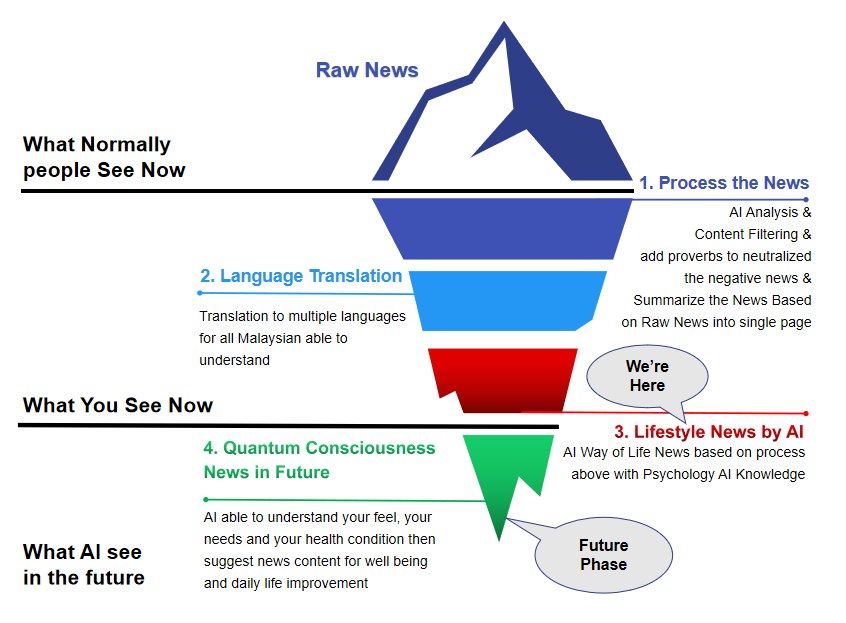 Raw News
What Normally
people See Now
1. Process the News
AI Analysis &
Content Filtering &
add proverbs to neutralized
the negative news &
Summarize the News Based
on Raw News into single page
2. Language Translation
Translation to multiple languages
for all Malaysian able to
understand
We're
Here
What You See Now
3. Lifestyle News by AI
AI Way of Life News based on process
above with Psychology AI Knowledge
4. Quantum Consciousness
News in Future
AI able to understand your feel, your
needs and your health condition then
suggest news content for well being
and daily life improvement
What AI see
in the future
Future
Phase